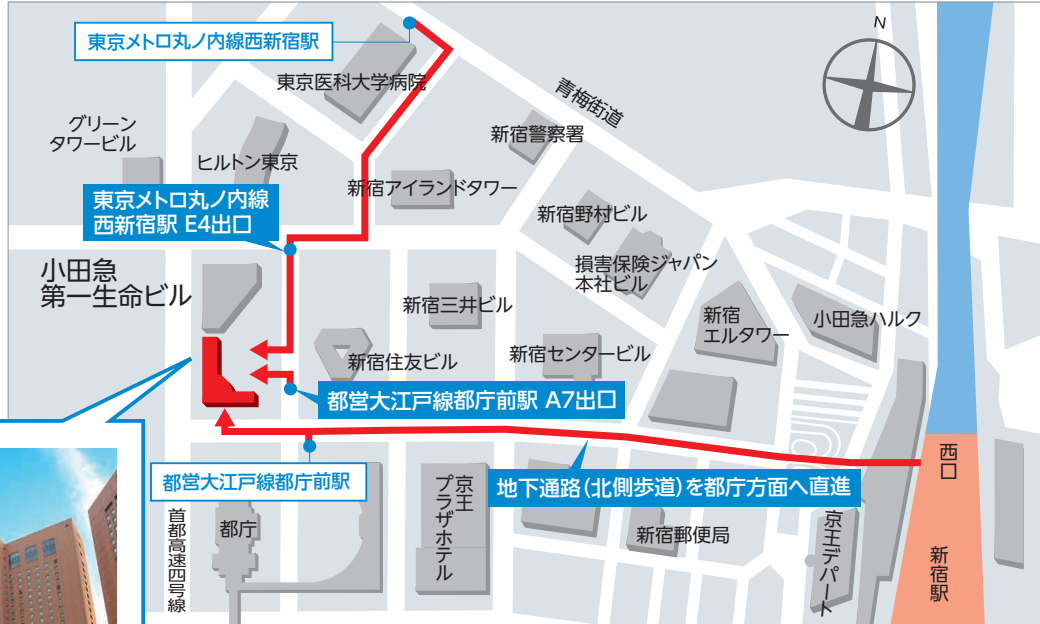 東京メトロ丸ノ内線西新宿駅
N
東京医科大学病院
青梅街道
グリーン
タワービル
新宿警察署
ヒルトン東京
新宿アイランドタワー
東京メトロ丸ノ内線
西新宿駅 E4出口
新宿野村ビル
小田急
第一生命ビル
損害保険ジャパン
本社ビル
新宿三井ビル
新宿
エルタワー
小田急ハルク
新宿住友ビル
新宿センタービル
都営大江戸線都庁前駅 A7出口
西口
都営大江戸線都庁前駅
地下通路(北側歩道)を都庁方面へ直進
京王
プラザホテル
首都高速四号線
都庁
新宿郵便局
京王デパート
新宿駅